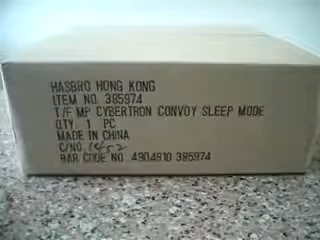 HASBRO HONG KONG
ITEM NO. 385974
T/F MP CYBERTRON CONVOY SLEEP MODE
QTY. 1 PC
MADE IN CHINA
C/NO.
BAR CODE NO. 4904810 385974